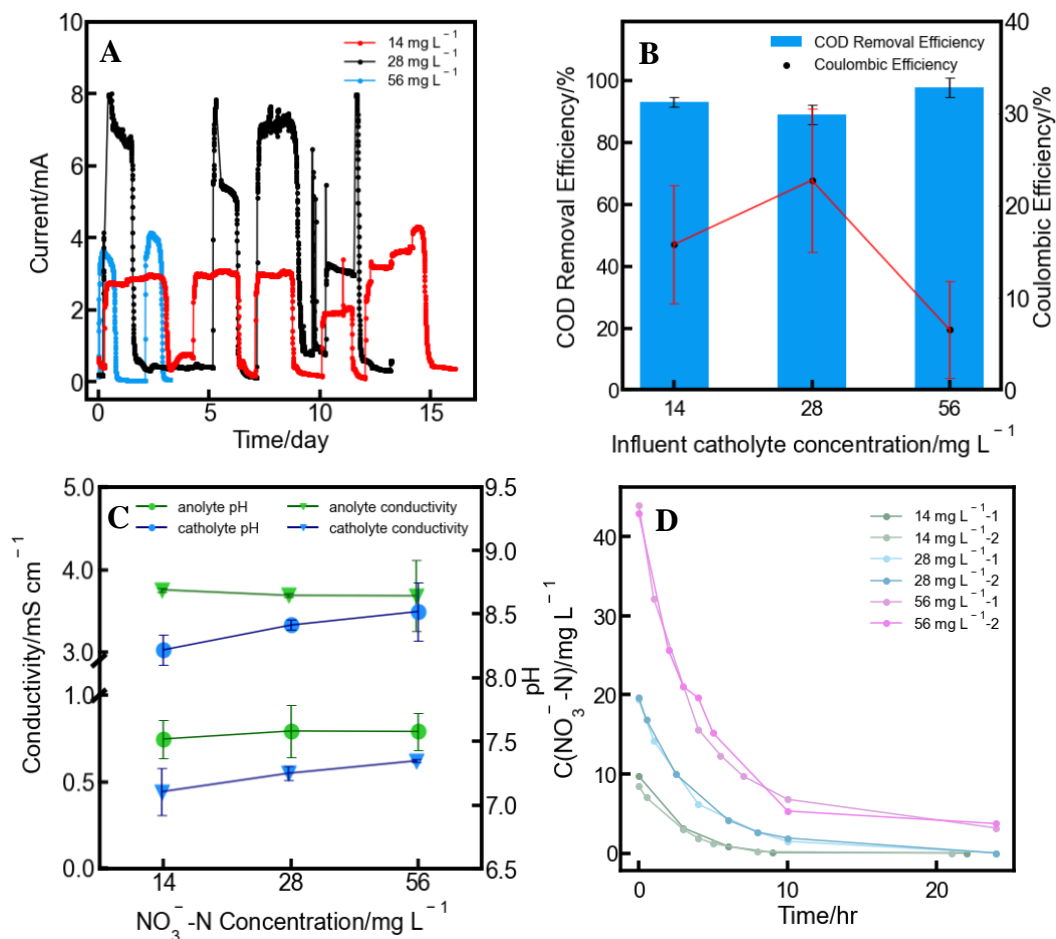 A
14 mg L⁻¹
28 mg L⁻¹
56 mg L⁻¹
Current/mA
10
8
6
4
2
0
0 5 10 15
Time/day
B
COD Removal Efficiency
Coulombic Efficiency
COD Removal Efficiency/%
100
80
60
40
20
0
Coulombic Efficiency/%
40
30
20
10
0
14 28 56
Influent catholyte concentration/mg L⁻¹
C
anolyte pH
anolyte conductivity
catholyte pH
catholyte conductivity
Conductivity/mS cm⁻¹
5.0
4.0
3.0
1.0
0.5
0.0
pH
9.5
9.0
8.5
8.0
7.5
7.0
6.5
14 28 56
NO₃⁻-N Concentration/mg L⁻¹
D
14 mg L⁻¹-1
14 mg L⁻¹-2
28 mg L⁻¹-1
28 mg L⁻¹-2
56 mg L⁻¹-1
56 mg L⁻¹-2
C(NO₃⁻-N)/mg L⁻¹
40
30
20
10
0
0 10 20
Time/hr